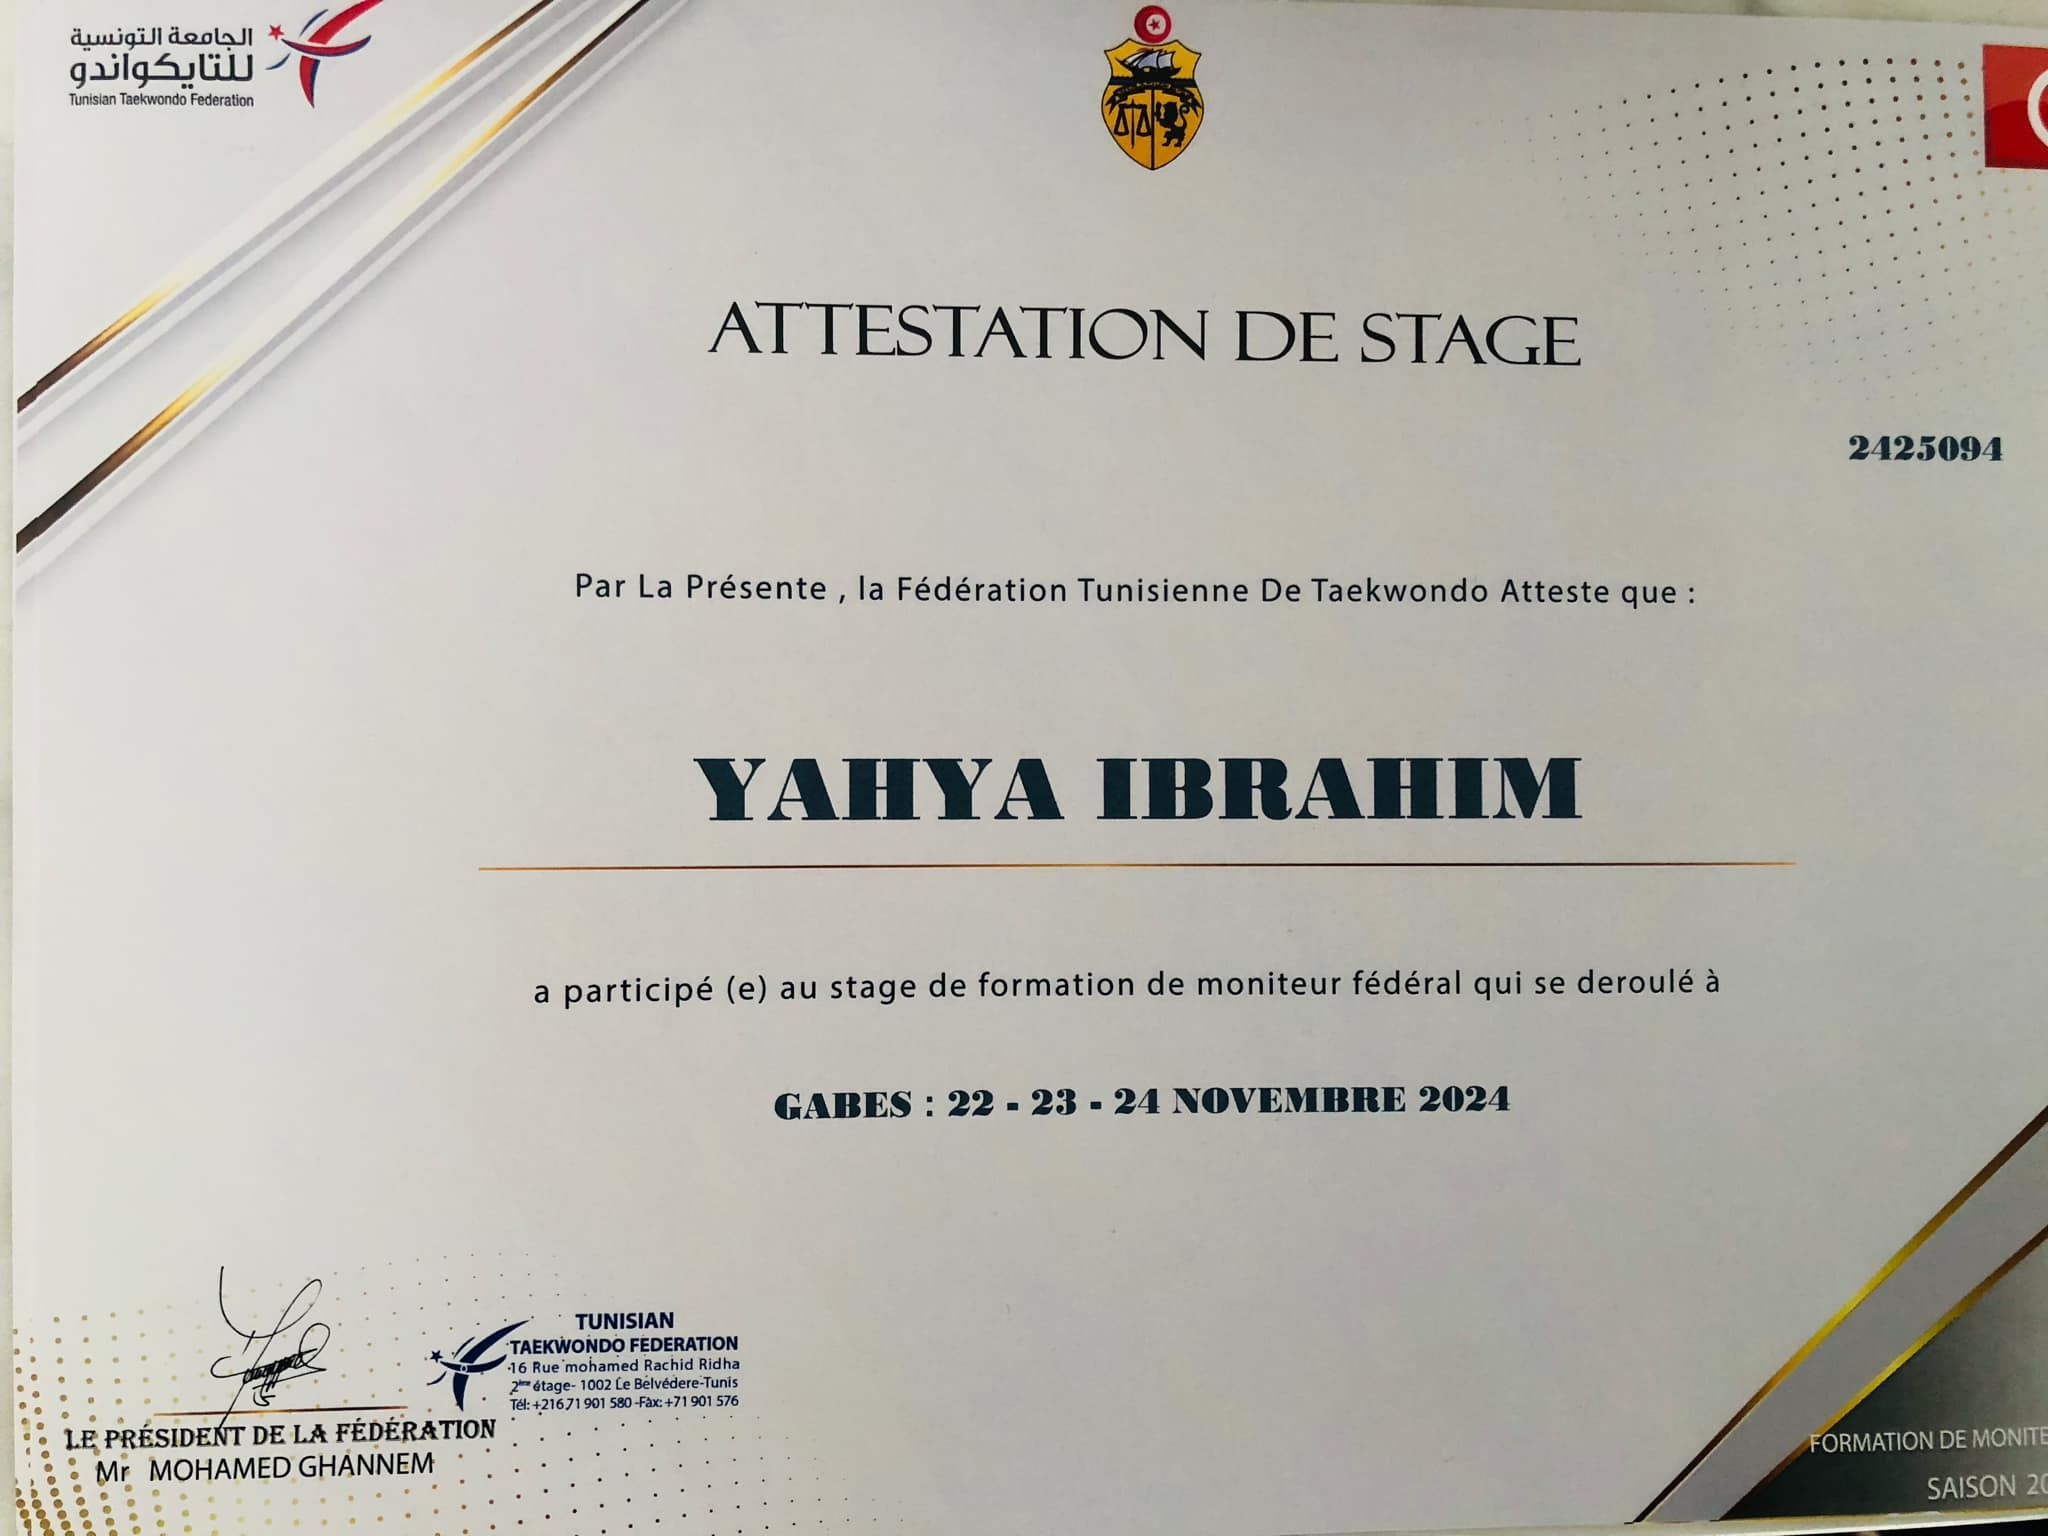 الجامعة التونسية
للتايكواندو
Tunisian Taekwondo Federation
ATTESTATION DE STAGE
2425094
Par La Présente , la Fédération Tunisienne De Taekwondo Atteste que :
YAHYA IBRAHIM
a participé (e) au stage de formation de moniteur fédéral qui se deroulé à
GABES : 22 - 23 - 24 NOVEMBRE 2024
TUNISIAN
TAEKWONDO FEDERATION
16 Rue mohamed Rachid Ridha
2ème étage- 1002 Le Belvédere-Tunis
Tél: +216 71 901 580 -Fax: +71 901 576
LE PRÉSIDENT DE LA FÉDÉRATION
Mr MOHAMED GHANNEM
FORMATION DE MONITE
SAISON 20